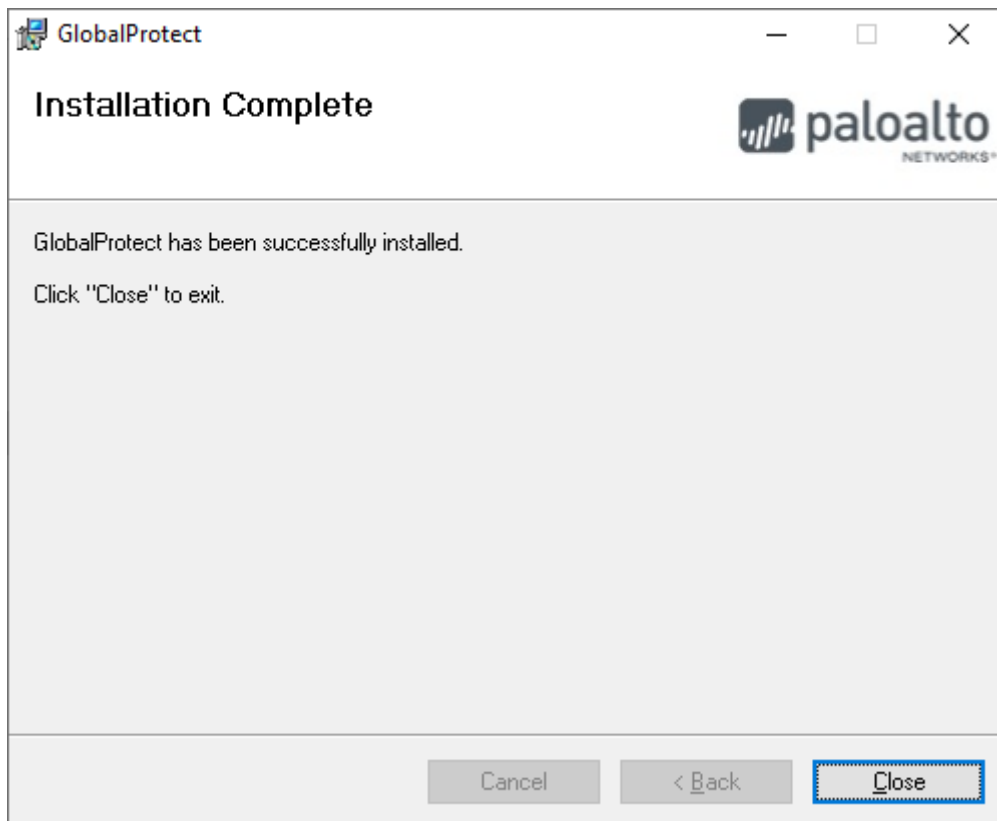 GlobalProtect
Installation Complete
paloalto
NETWORKS®
GlobalProtect has been successfully installed.
Click "Close" to exit.
Cancel
< Back
Close